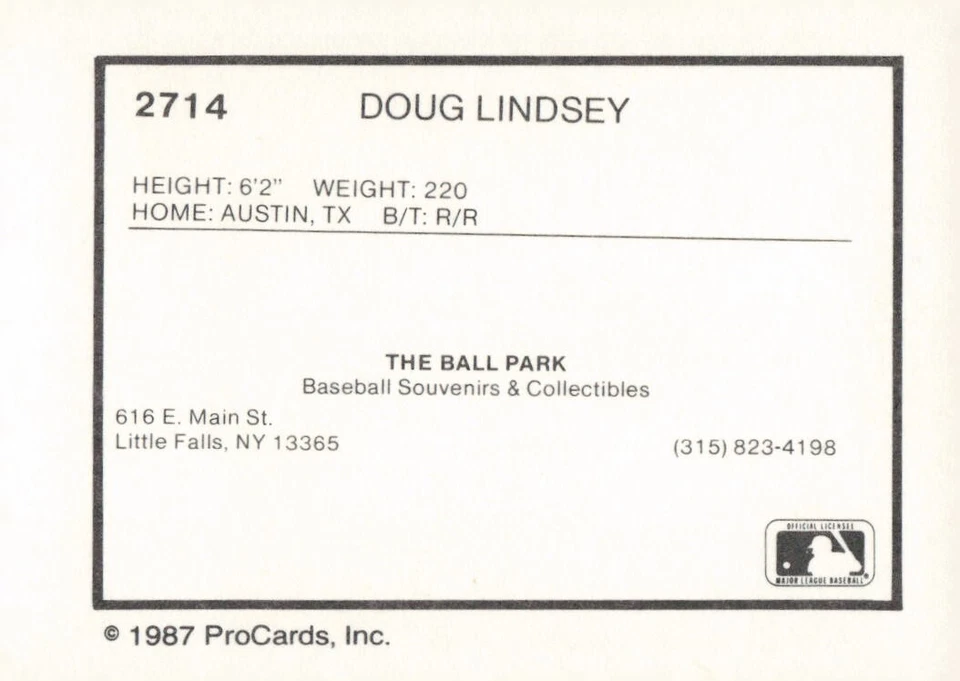 2714 DOUG LINDSEY
HEIGHT: 6'2" WEIGHT: 220
HOME: AUSTIN, TX B/T: R/R
THE BALL PARK
Baseball Souvenirs & Collectibles
616 E. Main St.
Little Falls, NY 13365 (315) 823-4198
OFFICIAL LICENSEE
MAJOR LEAGUE BASEBALL®
© 1987 ProCards, Inc.